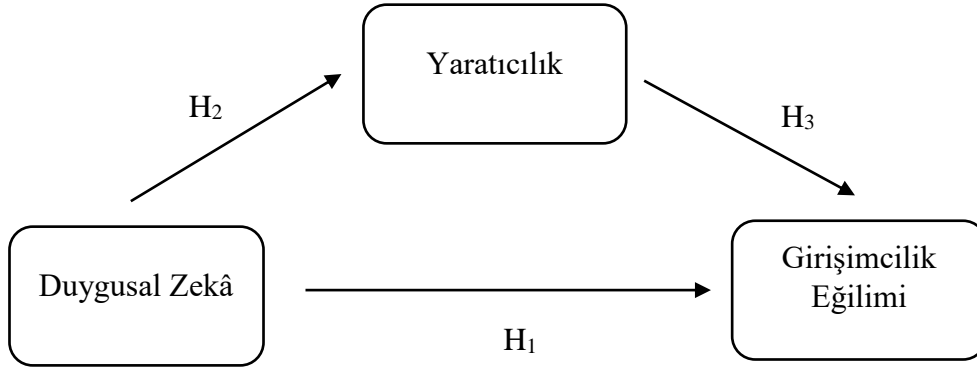 Yaratıcılık
H₂
H₃
Duygusal Zekâ
Girişimcilik
Eğilimi
H₁